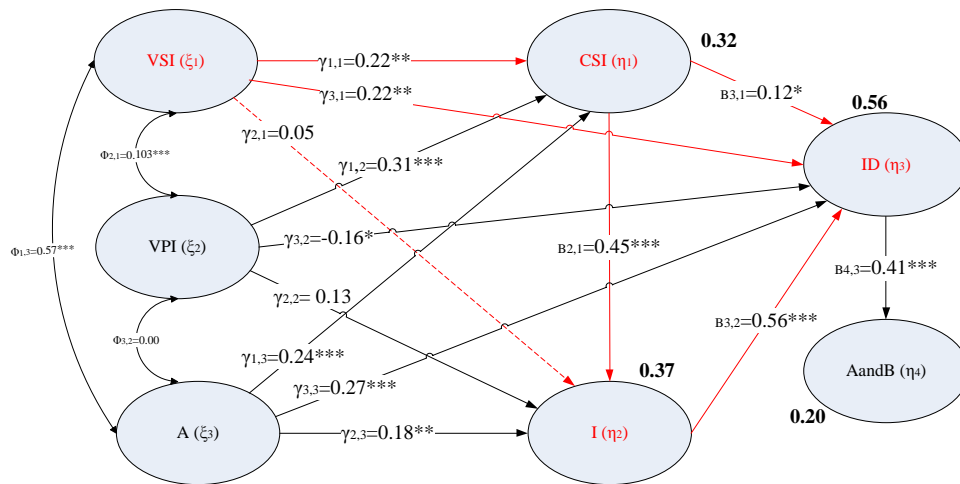 VSI (ξ1)
γ1,1=0.22**
CSI (η1)
0.32
γ3,1=0.22**
B3,1=0.12*
0.56
γ2,1=0.05
Φ2,1=0.103***
γ1,2=0.31***
ID (η3)
Φ1,3=0.57***
VPI (ξ2)
γ3,2=-0.16*
B2,1=0.45***
B4,3=0.41***
γ2,2= 0.13
B3,2=0.56***
Φ3,2=0.00
γ1,3=0.24***
γ3,3=0.27***
0.37
AandB (η4)
A (ξ3)
γ2,3=0.18**
I (η2)
0.20